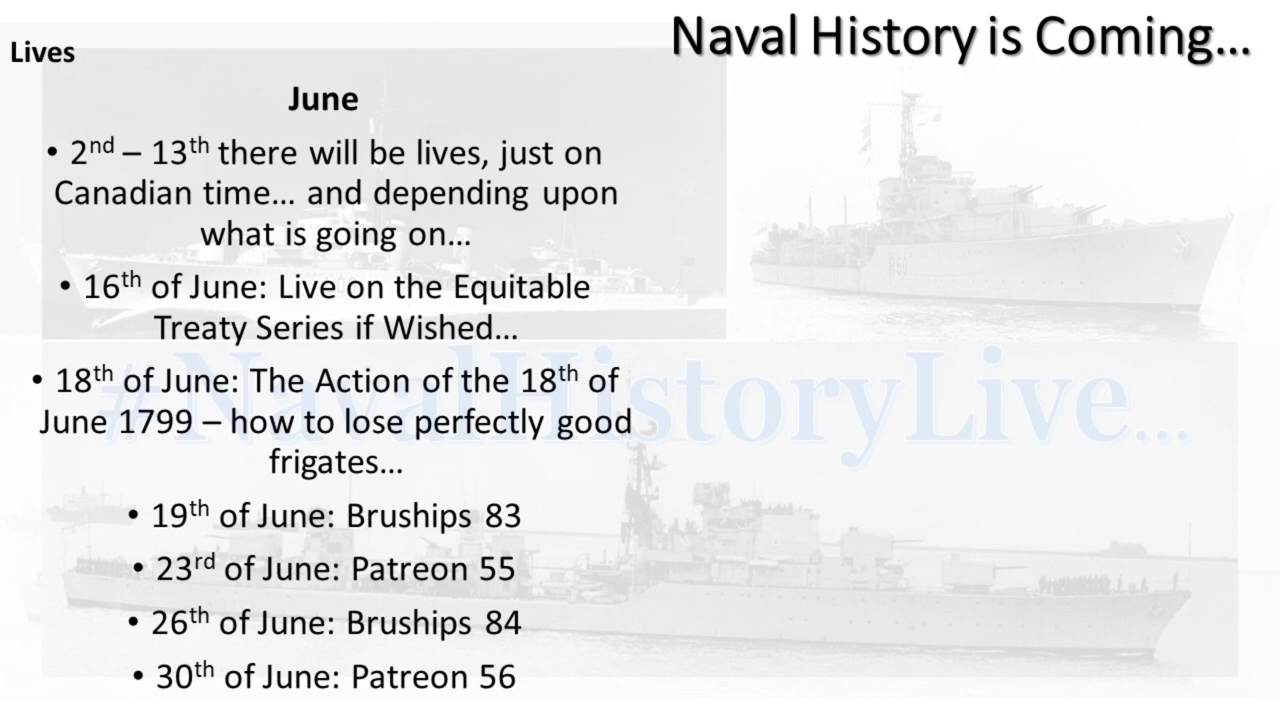 Naval History is Coming...
Lives
June
• 2nd – 13th there will be lives, just on
Canadian time... and depending upon
what is going on...
• 16th of June: Live on the Equitable
Treaty Series if Wished...
• 18th of June: The Action of the 18th of
June 1799 – how to lose perfectly good
frigates...
• 19th of June: Bruships 83
• 23rd of June: Patreon 55
• 26th of June: Bruships 84
• 30th of June: Patreon 56
#NavalHistoryLive...